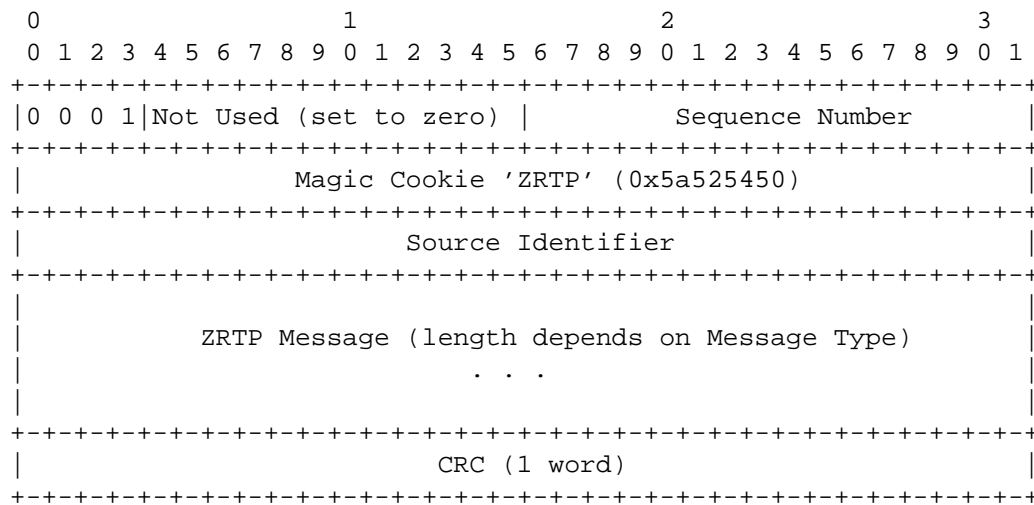 0                   1                   2                   3
 0 1 2 3 4 5 6 7 8 9 0 1 2 3 4 5 6 7 8 9 0 1 2 3 4 5 6 7 8 9 0 1
+-+-+-+-+-+-+-+-+-+-+-+-+-+-+-+-+-+-+-+-+-+-+-+-+-+-+-+-+-+-+-+-+
|0 0 0 1|Not Used (set to zero) |         Sequence Number       |
+-+-+-+-+-+-+-+-+-+-+-+-+-+-+-+-+-+-+-+-+-+-+-+-+-+-+-+-+-+-+-+-+
|                 Magic Cookie ’ZRTP’ (0x5a525450)              |
+-+-+-+-+-+-+-+-+-+-+-+-+-+-+-+-+-+-+-+-+-+-+-+-+-+-+-+-+-+-+-+-+
|                        Source Identifier                      |
+-+-+-+-+-+-+-+-+-+-+-+-+-+-+-+-+-+-+-+-+-+-+-+-+-+-+-+-+-+-+-+-+
|                                                               |
|           ZRTP Message (length depends on Message Type)       |
|                            . . .                              |
|                                                               |
+-+-+-+-+-+-+-+-+-+-+-+-+-+-+-+-+-+-+-+-+-+-+-+-+-+-+-+-+-+-+-+-+
|                          CRC (1 word)                         |
+-+-+-+-+-+-+-+-+-+-+-+-+-+-+-+-+-+-+-+-+-+-+-+-+-+-+-+-+-+-+-+-+